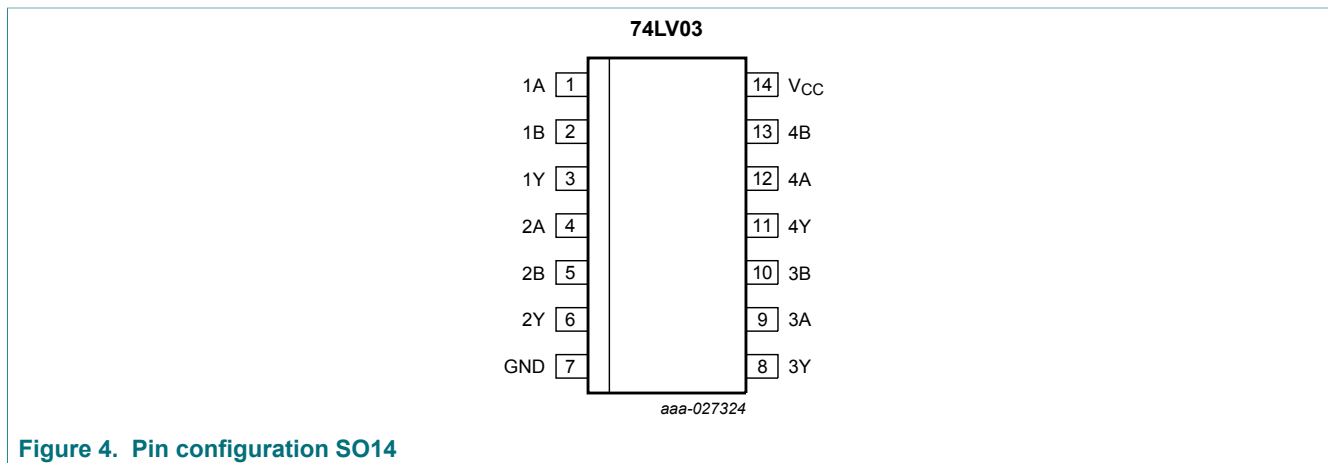 74LV03
1A 1 14 VCC
1B 2 13 4B
1Y 3 12 4A
2A 4 11 4Y
2B 5 10 3B
2Y 6 9 3A
GND 7 8 3Y
aaa-027324
Figure 4. Pin configuration SO14